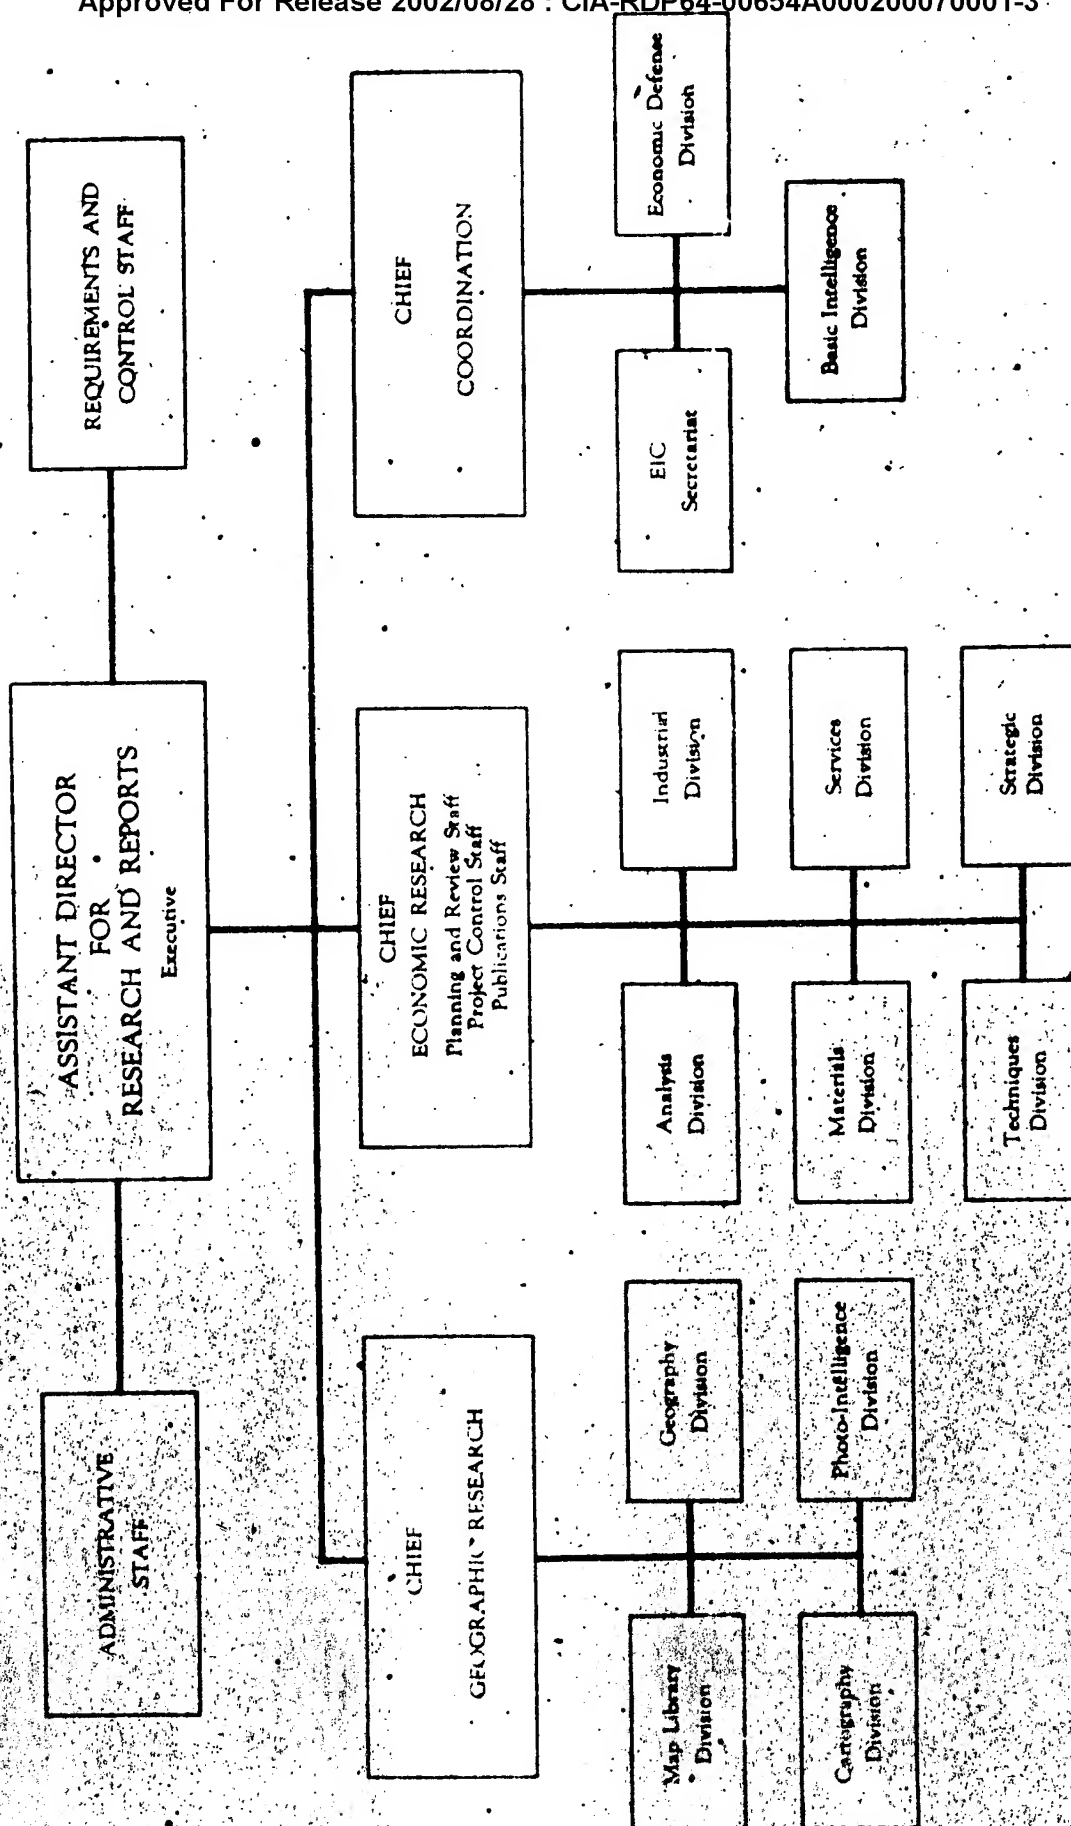 Approved For Release 2002/08/28 : CIA-RDP64-00654A000200070001-3
ASSISTANT DIRECTOR
FOR
RESEARCH AND REPORTS
Executive
ADMINISTRATIVE
STAFF
REQUIREMENTS AND
CONTROL STAFF
CHIEF
GEOGRAPHIC RESEARCH
CHIEF
ECONOMIC RESEARCH
Planning and Review Staff
Project Control Staff
Publications Staff
CHIEF
COORDINATION
Map Library
Division
Geography
Division
Cartography
Division
Photo-Intelligence
Division
Analysis
Division
Industrial
Division
Materials
Division
Services
Division
Techniques
Division
Strategic
Division
EIC
Secretariat
Economic Defense
Division
Basic Intelligence
Division